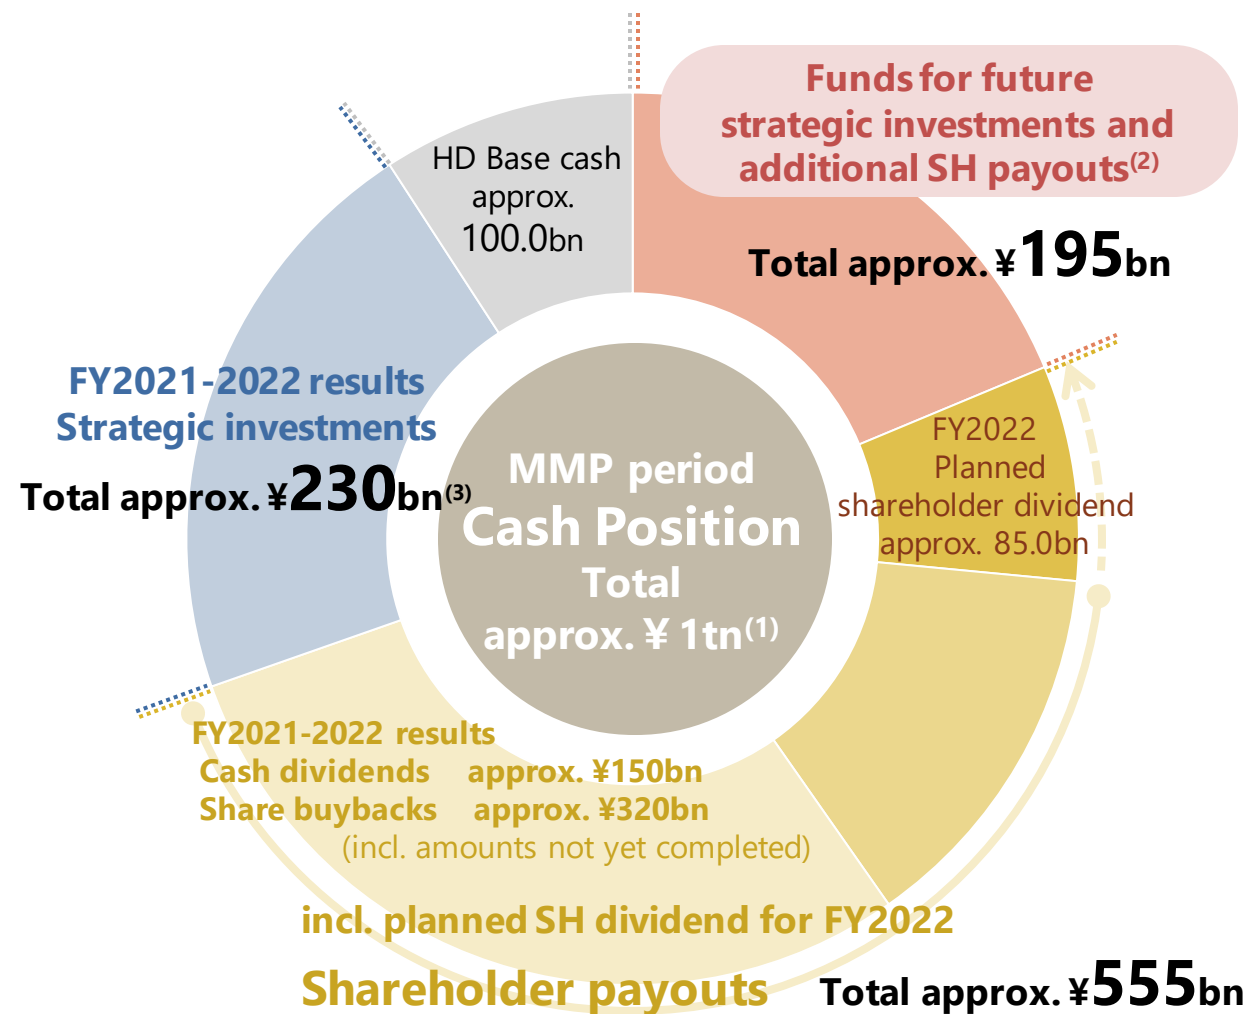 Funds for future
strategic investments and
additional SH payouts(2)
Total approx. ¥195bn
HD Base cash
approx.
100.0bn
FY2021-2022 results
Strategic investments
Total approx. ¥230bn(3)
MMP period
Cash Position
Total
approx. ¥ 1tn(1)
FY2022
Planned
shareholder dividend
approx. 85.0bn
FY2021-2022 results
Cash dividends approx. ¥150bn
Share buybacks approx. ¥320bn
(incl. amounts not yet completed)
incl. planned SH dividend for FY2022
Shareholder payouts Total approx. ¥555bn